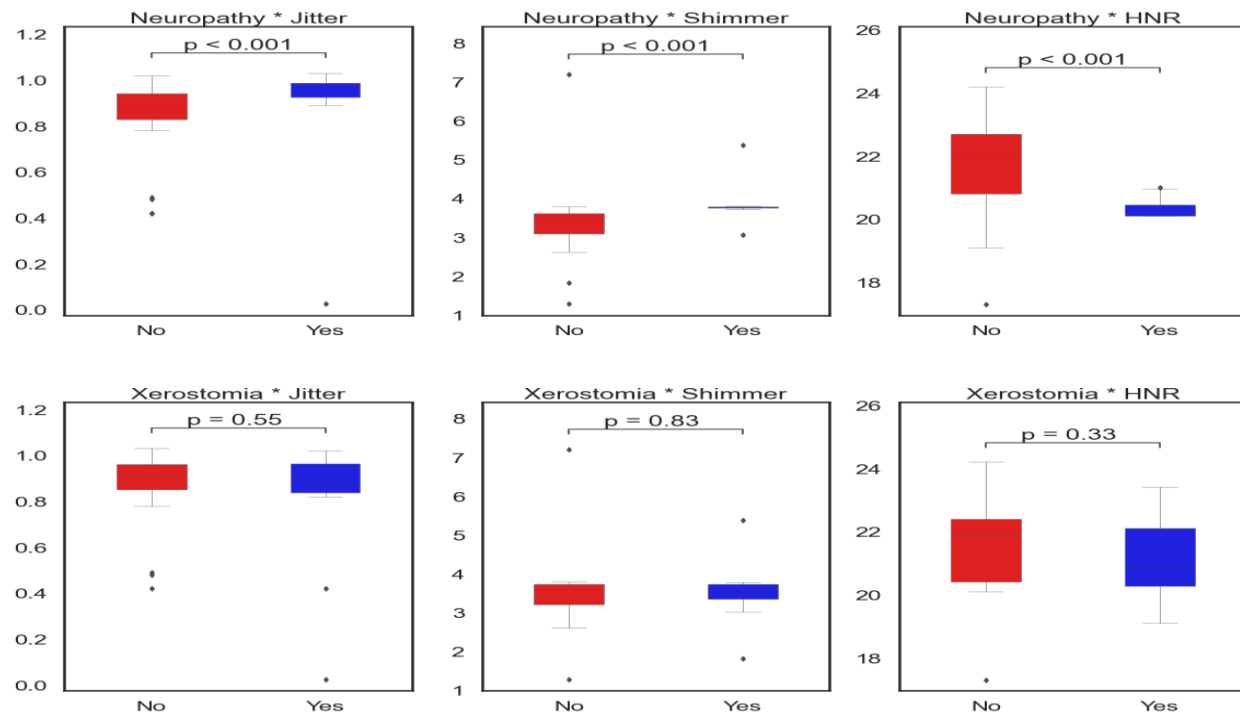 Neuropathy * Jitter
1.2
1.0
0.8
0.6
0.4
0.2
0.0
p < 0.001
No
Yes
Neuropathy * Shimmer
8
7
6
5
4
3
2
1
p < 0.001
No
Yes
Neuropathy * HNR
26
24
22
20
18
p < 0.001
No
Yes
Xerostomia * Jitter
1.2
1.0
0.8
0.6
0.4
0.2
0.0
p = 0.55
No
Yes
Xerostomia * Shimmer
8
7
6
5
4
3
2
1
p = 0.83
No
Yes
Xerostomia * HNR
26
24
22
20
18
p = 0.33
No
Yes